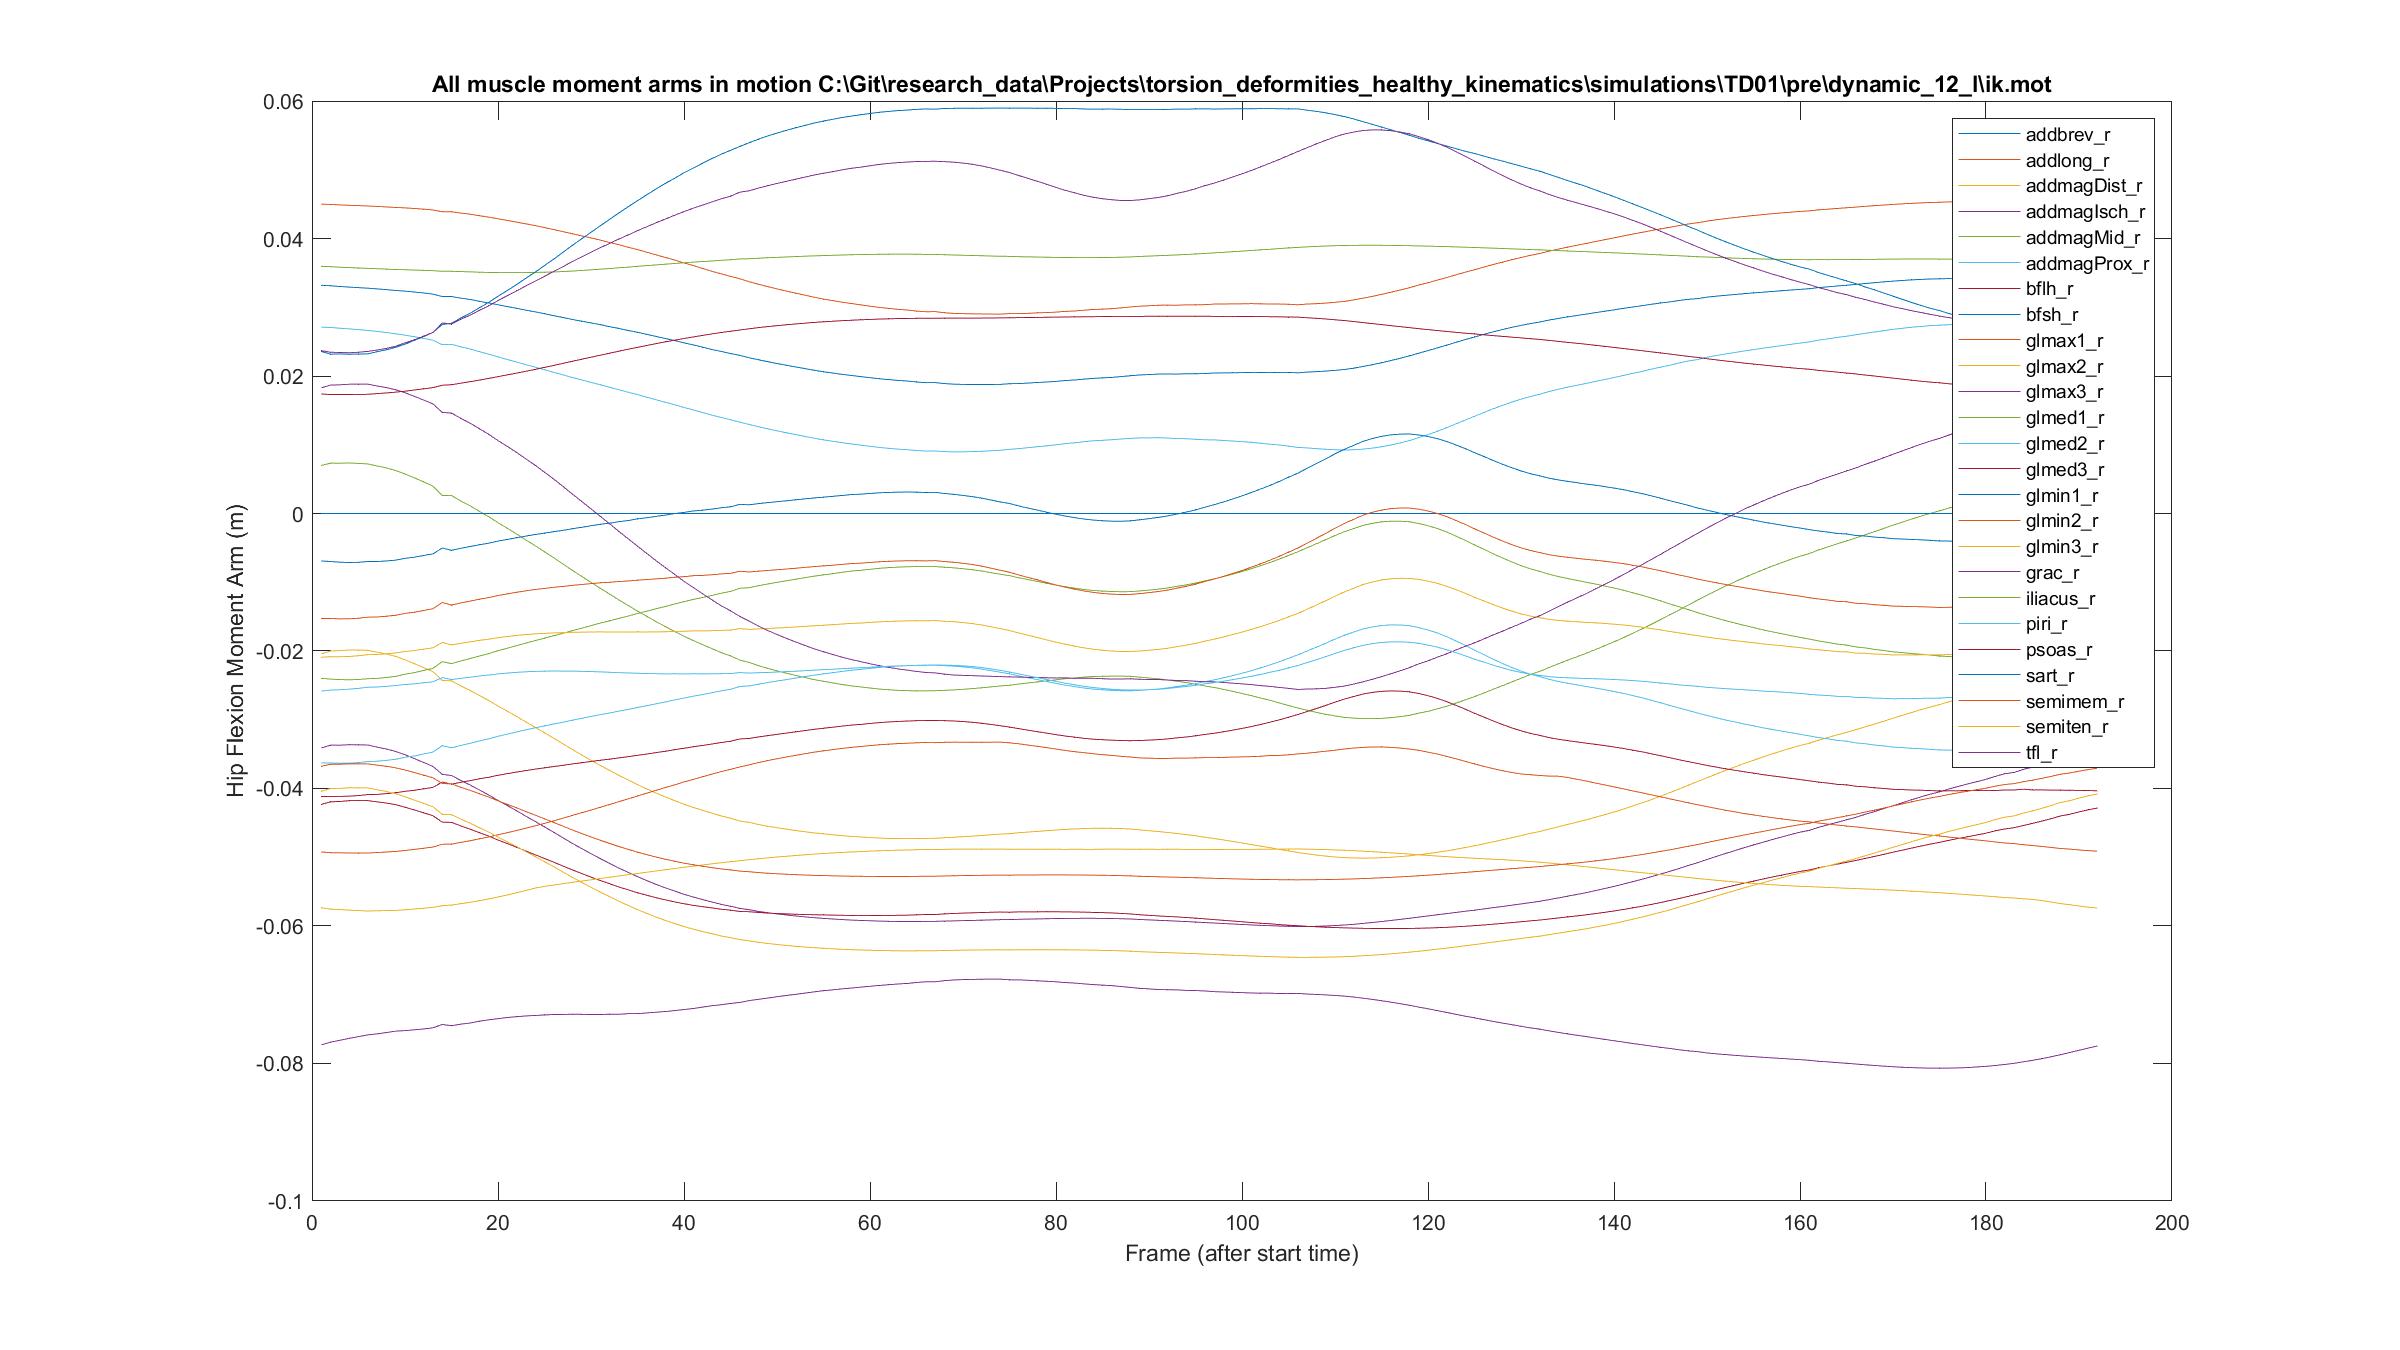 All muscle moment arms in motion C:\Git\research_data\Projects\torsion_deformities_healthy_kinematics\simulations\TD01\pre\dynamic_12_l\ik.mot
0.06
0.04
0.02
0
-0.02
-0.04
-0.06
-0.08
-0.1
Hip Flexion Moment Arm (m)
addbrev_r
addlong_r
addmagDist_r
addmagIsch_r
addmagMid_r
addmagProx_r
bflh_r
bfsh_r
glmax1_r
glmax2_r
glmax3_r
glmed1_r
glmed2_r
glmed3_r
glmin1_r
glmin2_r
glmin3_r
grac_r
iliacus_r
piri_r
psoas_r
sart_r
semimem_r
semiten_r
tfl_r
0 20 40 60 80 100 120 140 160 180 200
Frame (after start time)